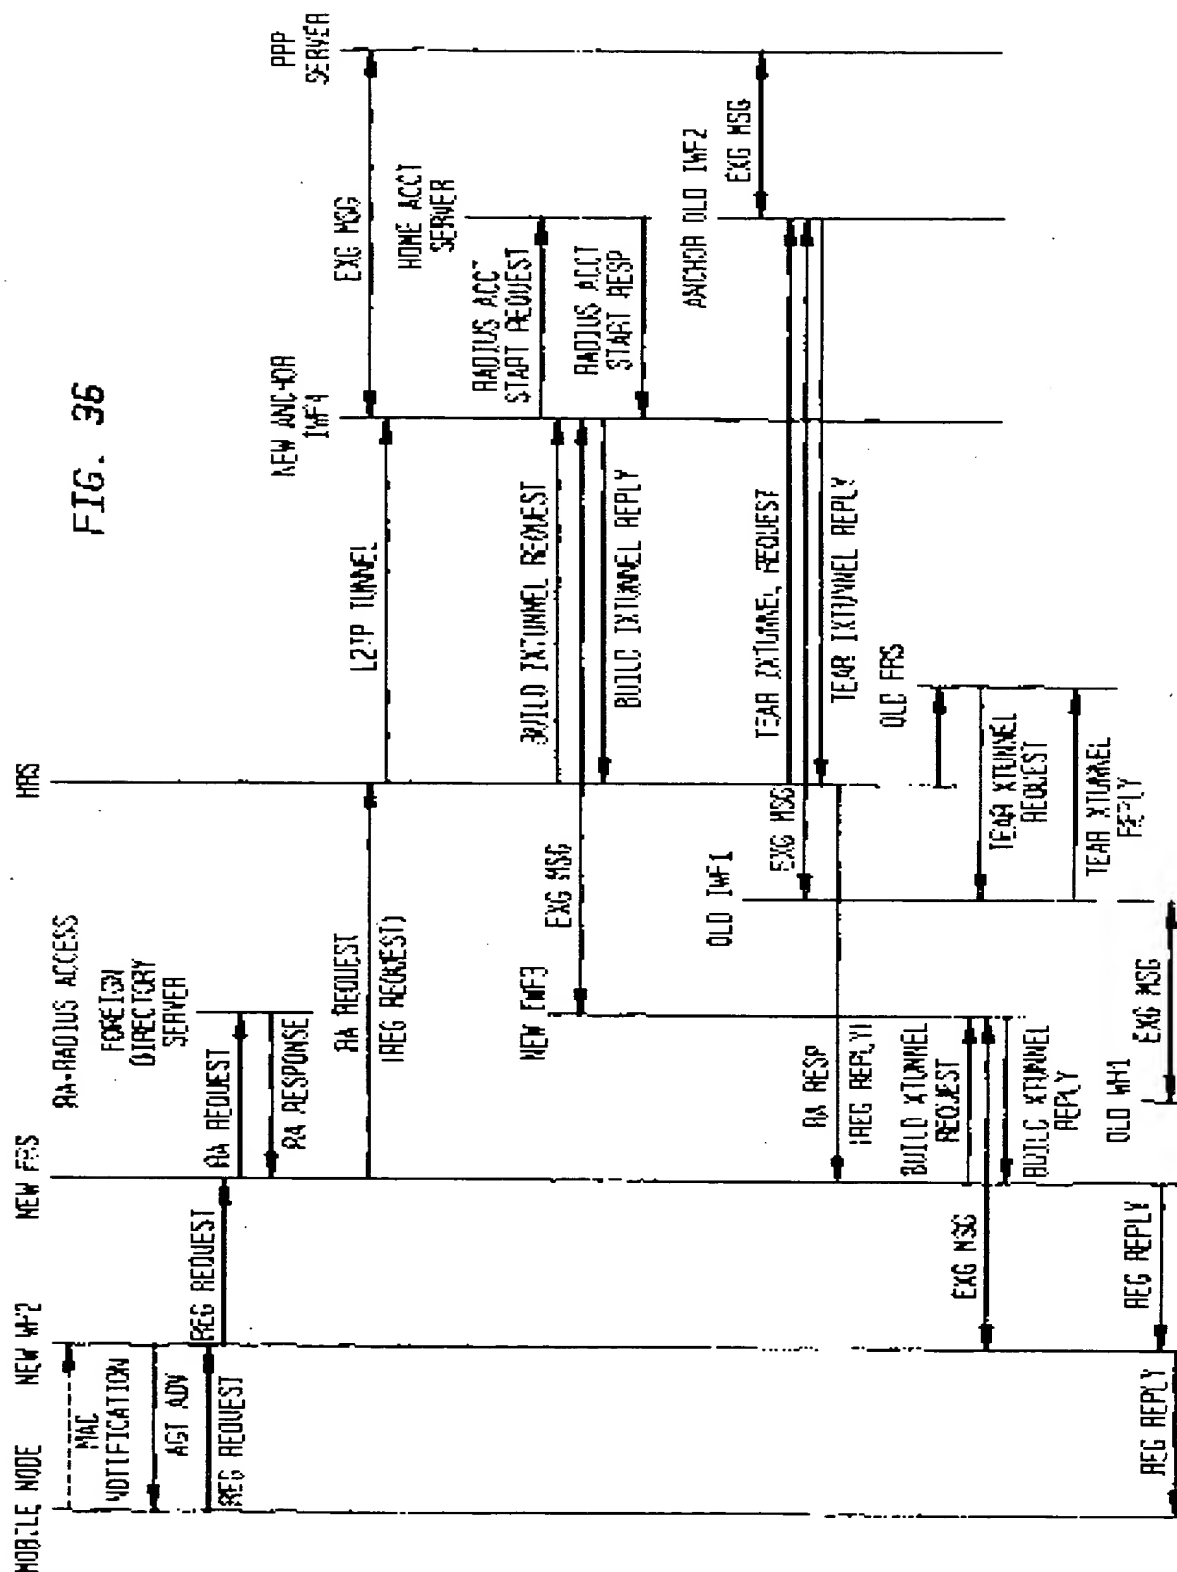 FIG. 36
MOBILE NODE
NEW WH2
NEW FRS
HRS
RA-RADIUS ACCESS
MAC
NOTIFICATION
AGT ADV
REG REQUEST
REG REQUEST
FOREIGN
DIRECTORY
SERVER
RA REQUEST
RA RESPONSE
RA REQUEST
(REG REQUEST)
NEW ANCHOR
IWF4
PPP
SERVER
EXG MSG
L2TP TUNNEL
HOME ACCT
SERVER
RADIUS ACC
START REQUEST
RADIUS ACC
START RESP
BUILD IXTUNNEL REQUEST
EXG MSG
NEW IWF3
BUILD IXTUNNEL REPLY
ANCHOR OLD IWF2
EXG MSG
TEAR IXTUNNEL REQUEST
EXG MSG
OLD IWF1
TEAR IXTUNNEL REPLY
RA RESP
(REG REPLY)
OLD FRS
BUILD XTUNNEL
REQUEST
TEAR XTUNNEL
REQUEST
EXG MSG
BUILD XTUNNEL
REPLY
TEAR XTUNNEL
REPLY
OLD WH1
EXG MSG
REG REPLY
REG REPLY